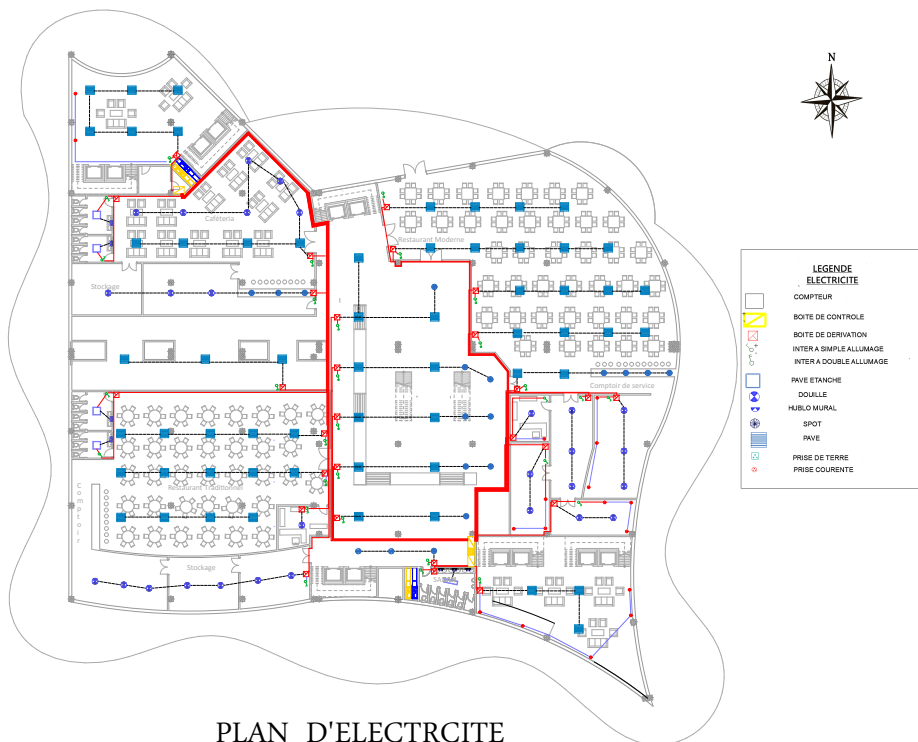 N
Caféteria
Restaurant Moderne
Stockage
Comptoir de service
Restaurant Traditionnel
Comptoir
Stockage
PLAN D'ELECTRCITE
LEGENDE
ELECTRICITE
COMPTEUR
BOITE DE CONTROLE
BOITE DE DERIVATION
INTER A SIMPLE ALLUMAGE
INTER A DOUBLE ALLUMAGE
PAVE ETANCHE
DOUILLE
HUBLO MURAL
SPOT
PAVE
PRISE DE TERRE
PRISE COURENTE